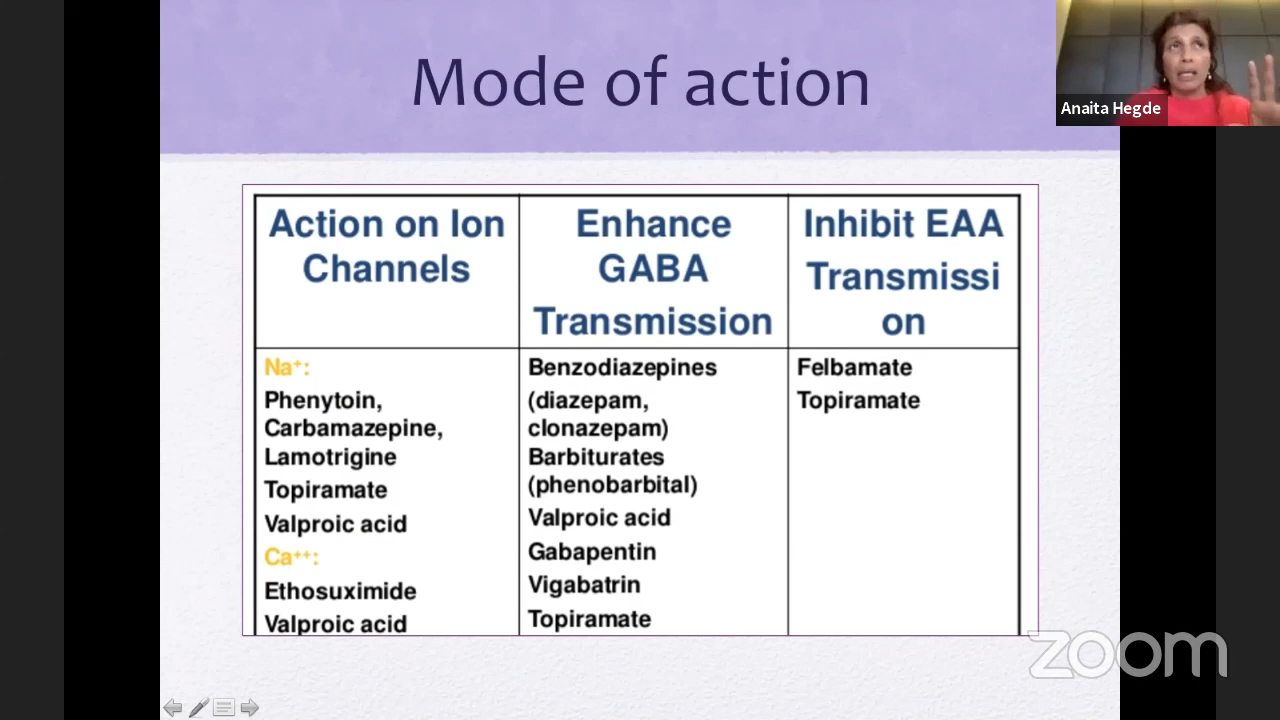 Mode of action
Anaita Hegde
Action on Ion
Channels
Enhance
GABA
Transmission
Inhibit EAA
Transmissi
on
Na⁺:
Phenytoin,
Carbamazepine,
Lamotrigine
Topiramate
Valproic acid
Ca⁺⁺:
Ethosuximide
Valproic acid
Benzodiazepines
(diazepam,
clonazepam)
Barbiturates
(phenobarbital)
Valproic acid
Gabapentin
Vigabatrin
Topiramate
Felbamate
Topiramate
zoom